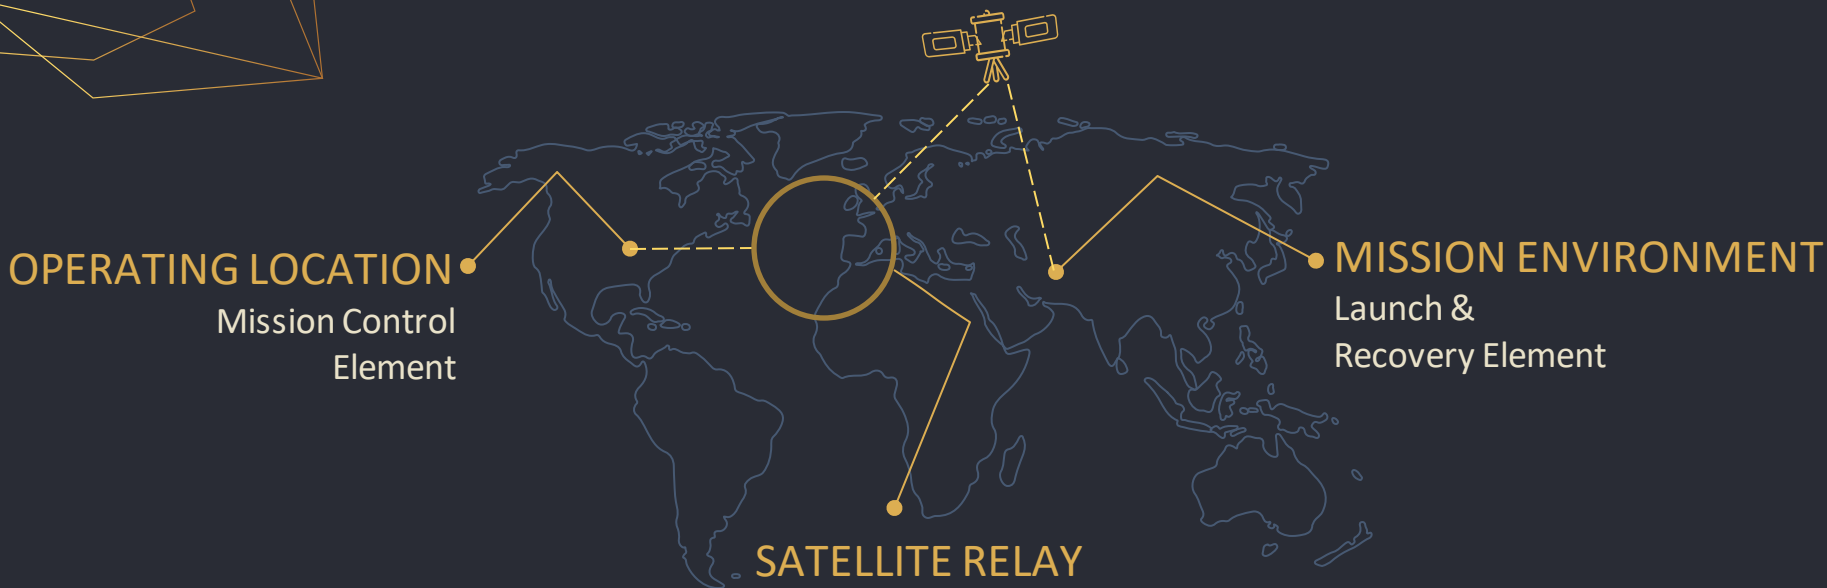 OPERATING LOCATION
Mission Control
Element
MISSION ENVIRONMENT
Launch &
Recovery Element
SATELLITE RELAY